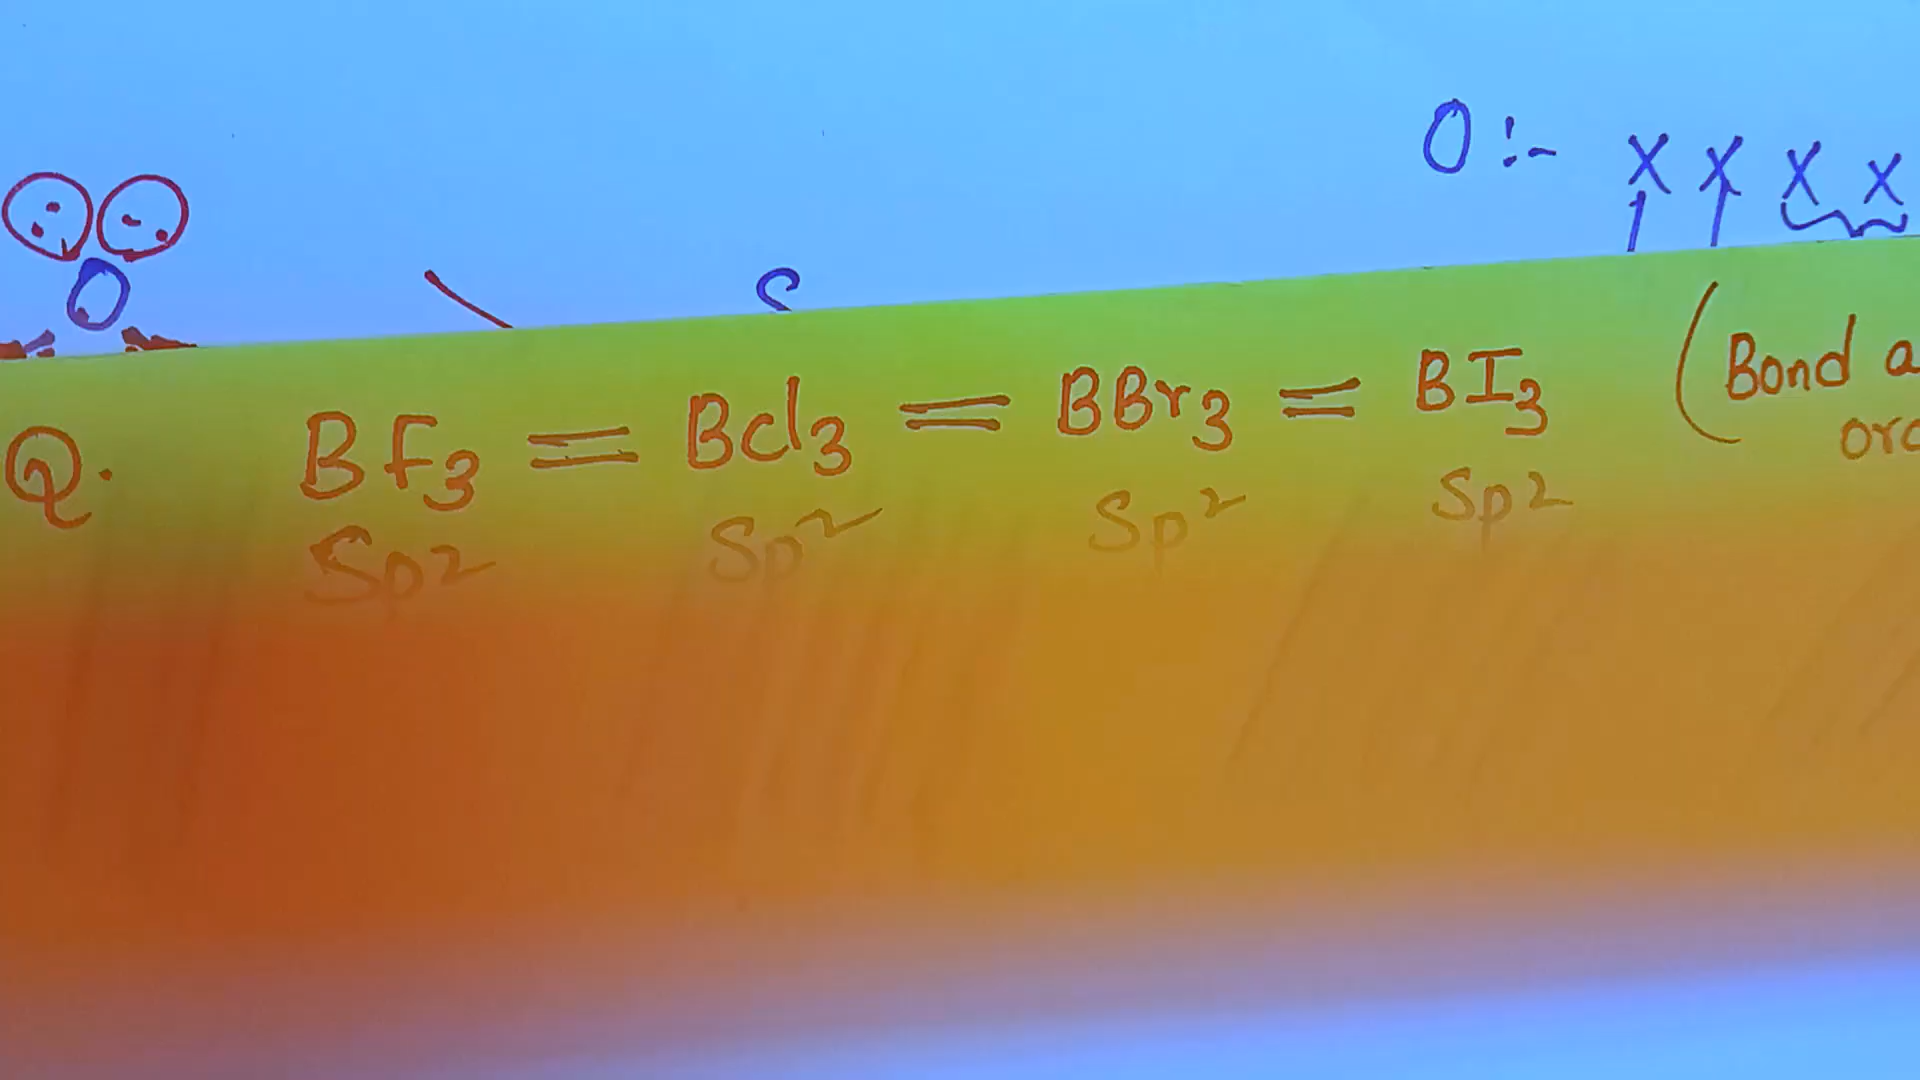 O :- X X X X
O
Q. BF3 = BCl3 = BBr3 = BI3 (Bond
Sp2 Sp2 Sp2 Sp2